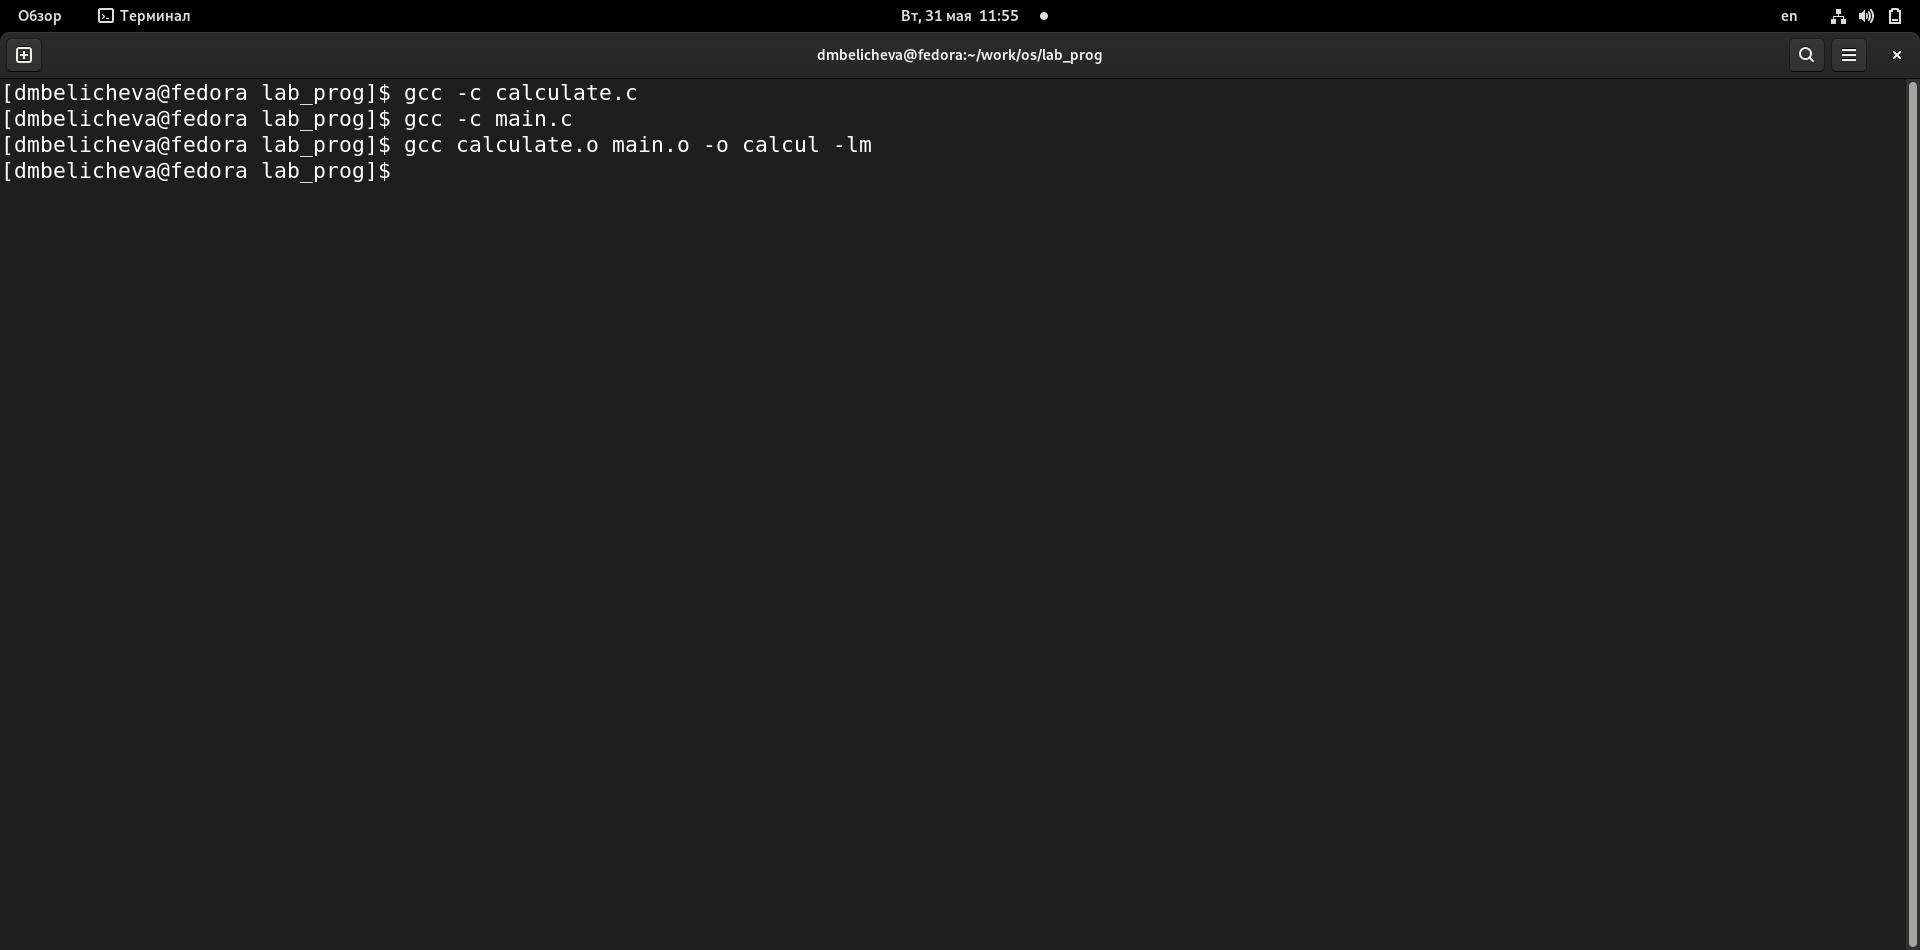 Обзор Терминал Вт, 31 мая 11:55 en
dmbelicheva@fedora:~/work/os/lab_prog
[dmbelicheva@fedora lab_prog]$ gcc -c calculate.c
[dmbelicheva@fedora lab_prog]$ gcc -c main.c
[dmbelicheva@fedora lab_prog]$ gcc calculate.o main.o -o calcul -lm
[dmbelicheva@fedora lab_prog]$